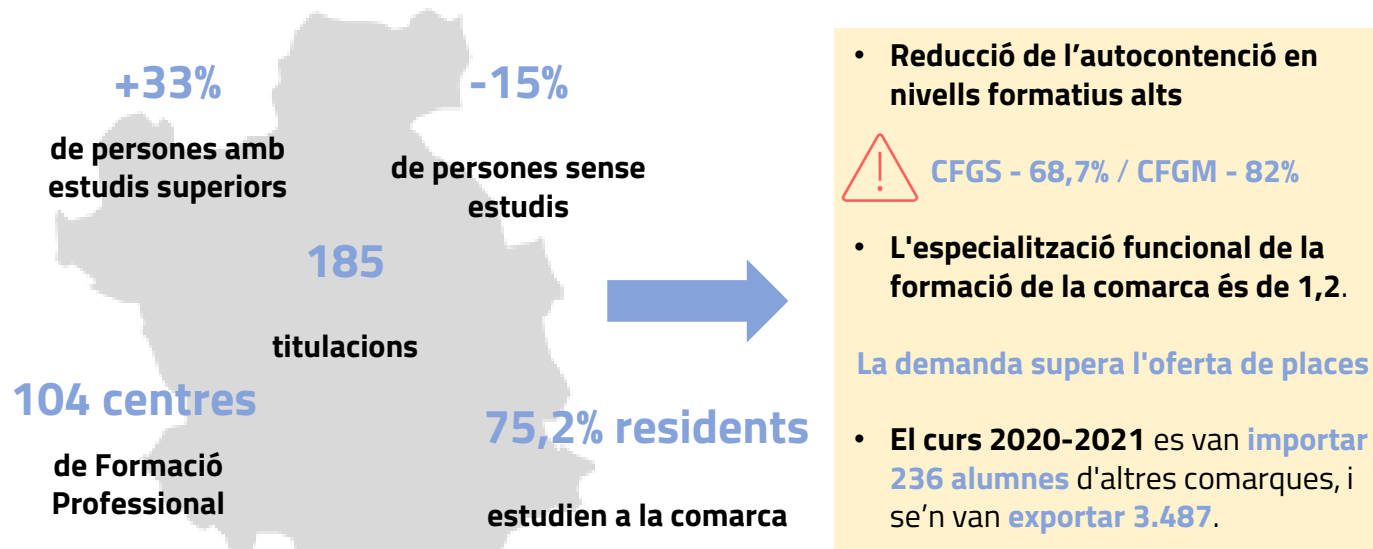 +33%
de persones amb
estudis superiors
-15%
de persones sense
estudis
185
titulacions
104 centres
de Formació
Professional
75,2% residents
estudien a la comarca
• Reducció de l’autocontenció en
nivells formatius alts
CFGS - 68,7% / CFGM - 82%
• L'especialització funcional de la
formació de la comarca és de 1,2.
La demanda supera l'oferta de places
• El curs 2020-2021 es van importar
236 alumnes d'altres comarques, i
se’n van exportar 3.487.